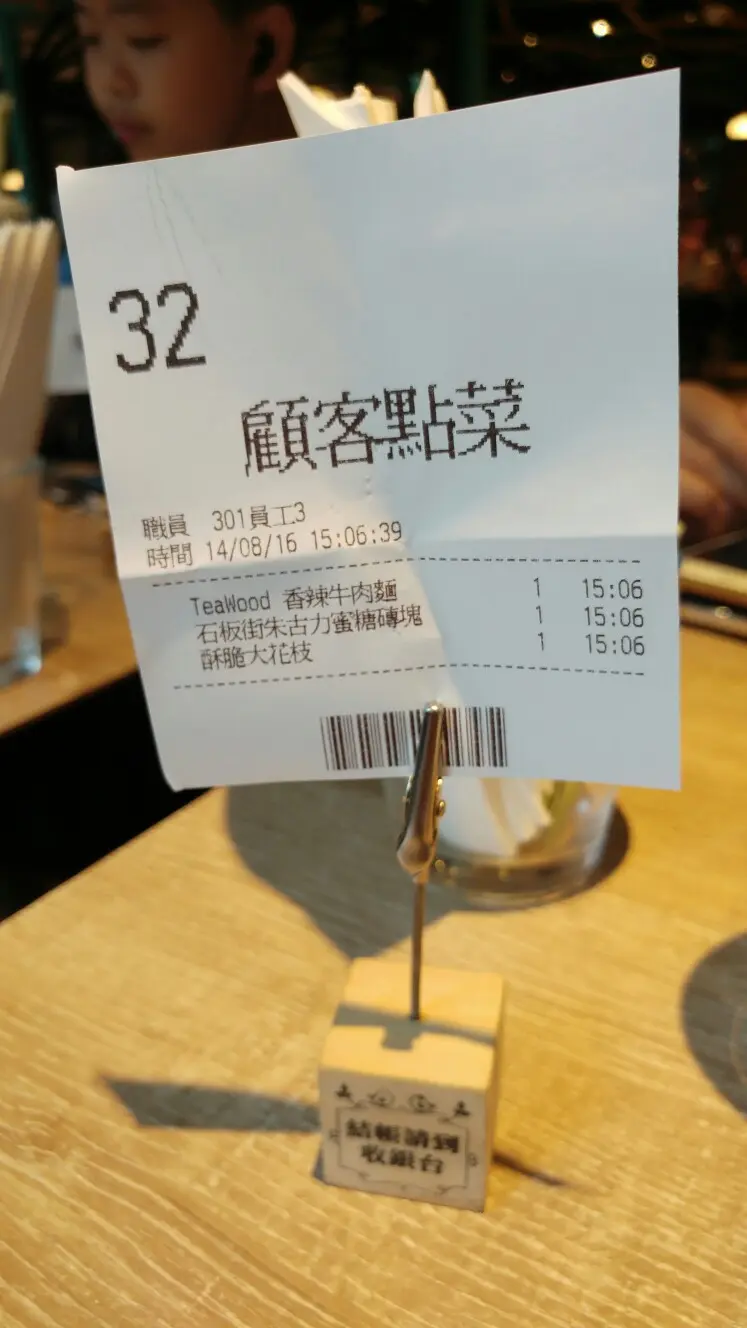 32
顧客點菜
職員 301員工3
時間 14/08/16 15:06:39
TeaWood 香辣牛肉麵 1 15:06
石板街朱古力蜜糖磚塊 1 15:06
酥脆大花枝 1 15:06
結帳請到
收銀台